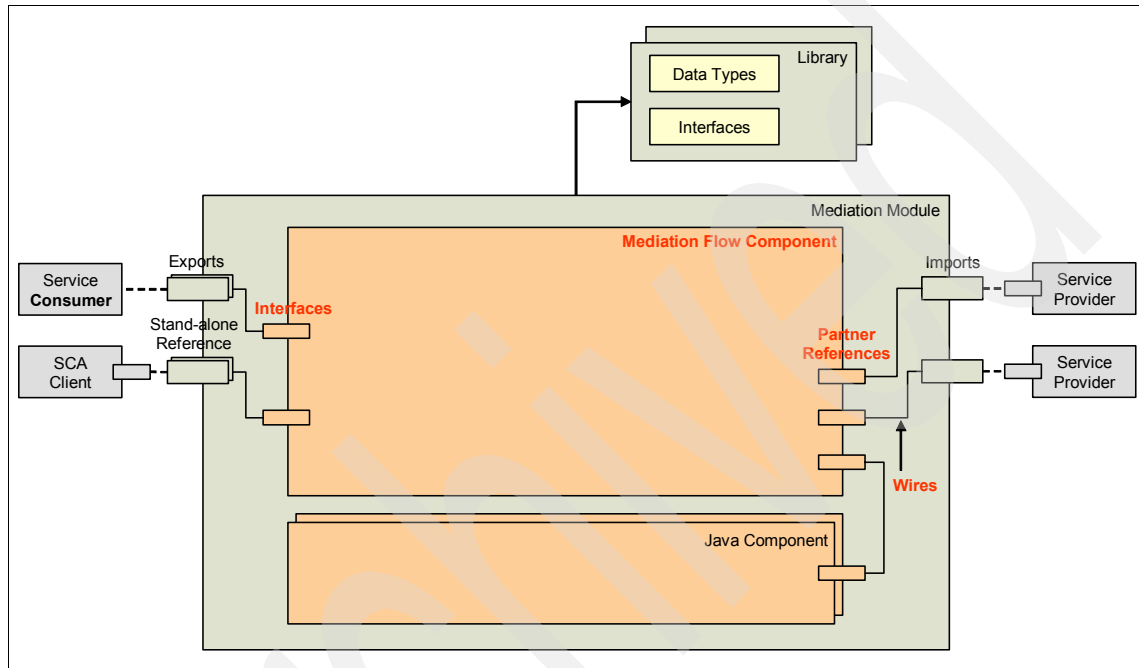 Library
Data Types
Interfaces
Mediation Module
Mediation Flow Component
Exports
Imports
Service
Consumer
Service
Provider
Interfaces
Stand-alone
Reference
Partner
References
SCA
Client
Service
Provider
Wires
Java Component